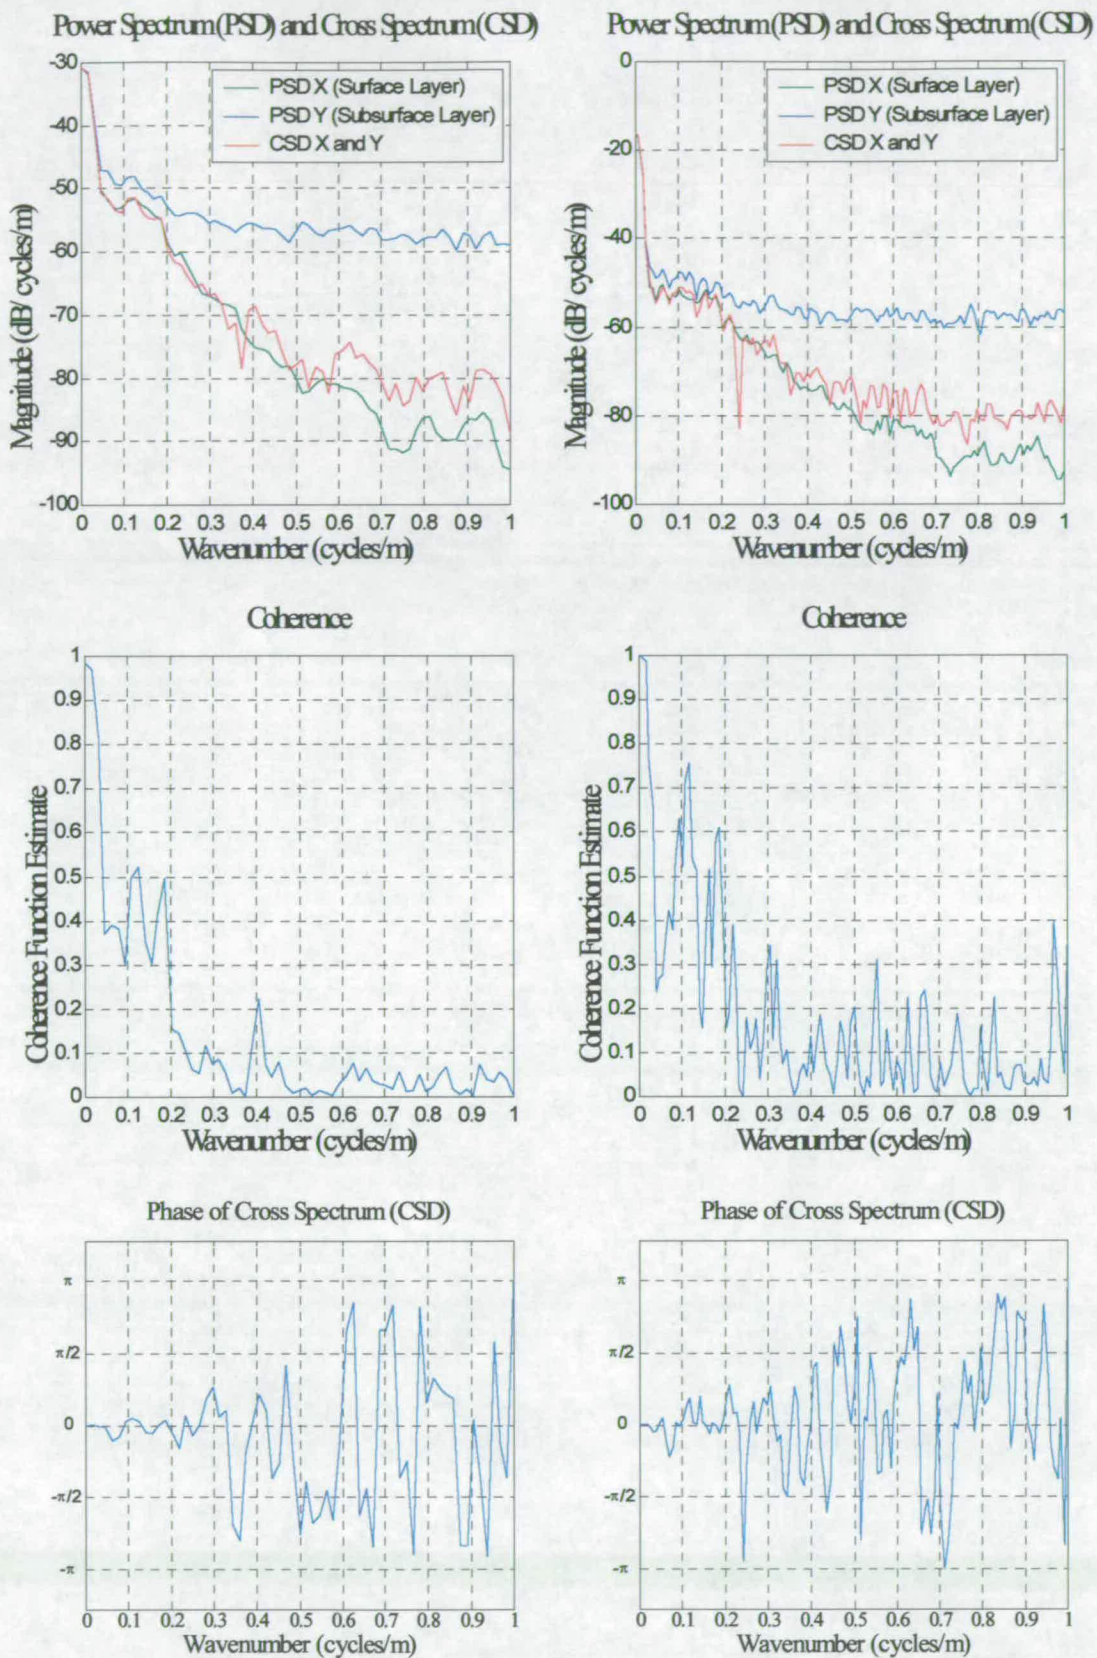 Power Spectrum (PSD) and Cross Spectrum (CSD)
-30
-40
-50
-60
-70
-80
-90
-100
Magnitude (dB/ cycles/m)
PSD X (Surface Layer)
PSD Y (Subsurface Layer)
CSD X and Y
0 0.1 0.2 0.3 0.4 0.5 0.6 0.7 0.8 0.9 1
Wavenumber (cycles/m)
Power Spectrum (PSD) and Cross Spectrum (CSD)
0
-20
-40
-60
-80
-100
Magnitude (dB/ cycles/m)
PSD X (Surface Layer)
PSD Y (Subsurface Layer)
CSD X and Y
0 0.1 0.2 0.3 0.4 0.5 0.6 0.7 0.8 0.9 1
Wavenumber (cycles/m)
Coherence
1
0.9
0.8
0.7
0.6
0.5
0.4
0.3
0.2
0.1
0
Coherence Function Estimate
0 0.1 0.2 0.3 0.4 0.5 0.6 0.7 0.8 0.9 1
Wavenumber (cycles/m)
Coherence
1
0.9
0.8
0.7
0.6
0.5
0.4
0.3
0.2
0.1
0
Coherence Function Estimate
0 0.1 0.2 0.3 0.4 0.5 0.6 0.7 0.8 0.9 1
Wavenumber (cycles/m)
Phase of Cross Spectrum (CSD)
π
π/2
0
-π/2
-π
0 0.1 0.2 0.3 0.4 0.5 0.6 0.7 0.8 0.9 1
Wavenumber (cycles/m)
Phase of Cross Spectrum (CSD)
π
π/2
0
-π/2
-π
0 0.1 0.2 0.3 0.4 0.5 0.6 0.7 0.8 0.9 1
Wavenumber (cycles/m)